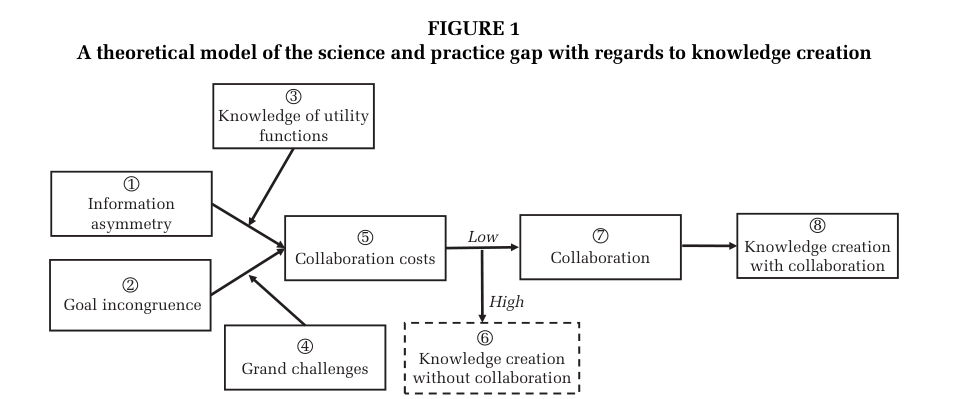 FIGURE 1
A theoretical model of the science and practice gap with regards to knowledge creation
③
Knowledge of utility
functions
①
Information
asymmetry
②
Goal incongruence
④
Grand challenges
⑤
Collaboration costs
Low
High
⑥
Knowledge creation
without collaboration
⑦
Collaboration
⑧
Knowledge creation
with collaboration